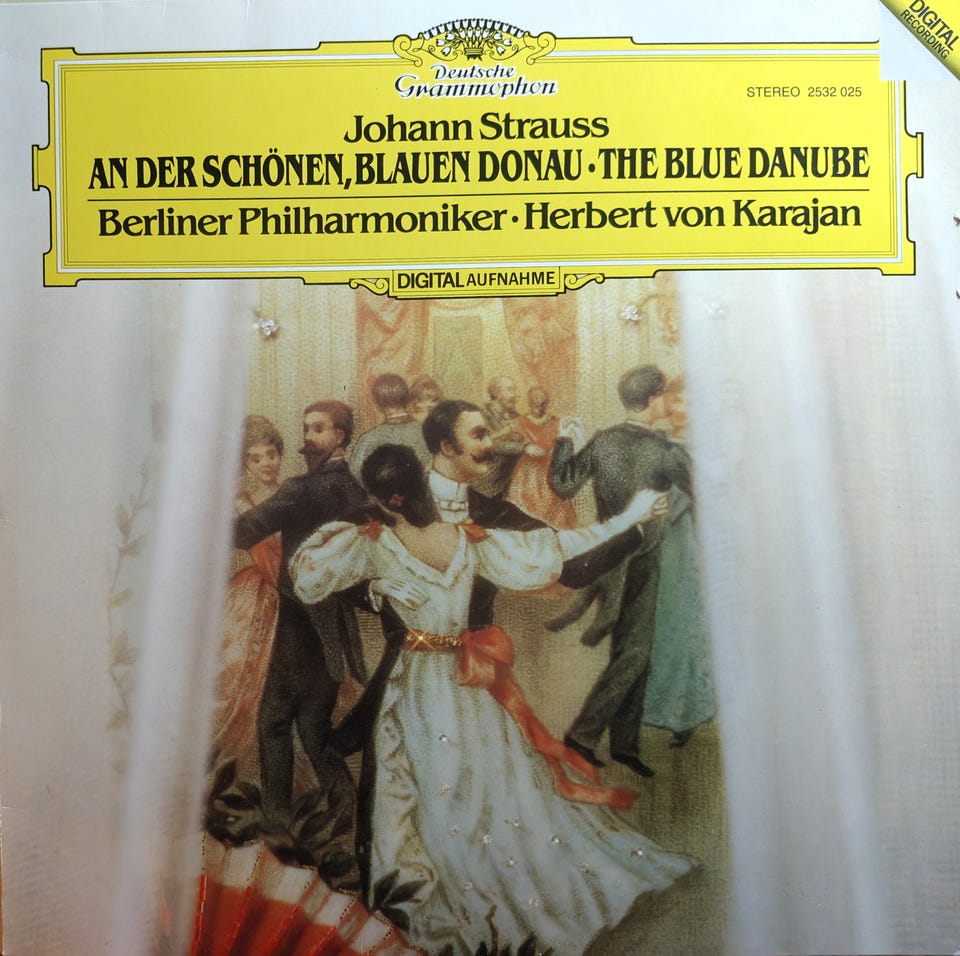 DIGITAL
RECORDING
Deutsche
Grammophon
STEREO 2532 025
Johann Strauss
AN DER SCHÖNEN, BLAUEN DONAU · THE BLUE DANUBE
Berliner Philharmoniker · Herbert von Karajan
DIGITAL AUFNAHME